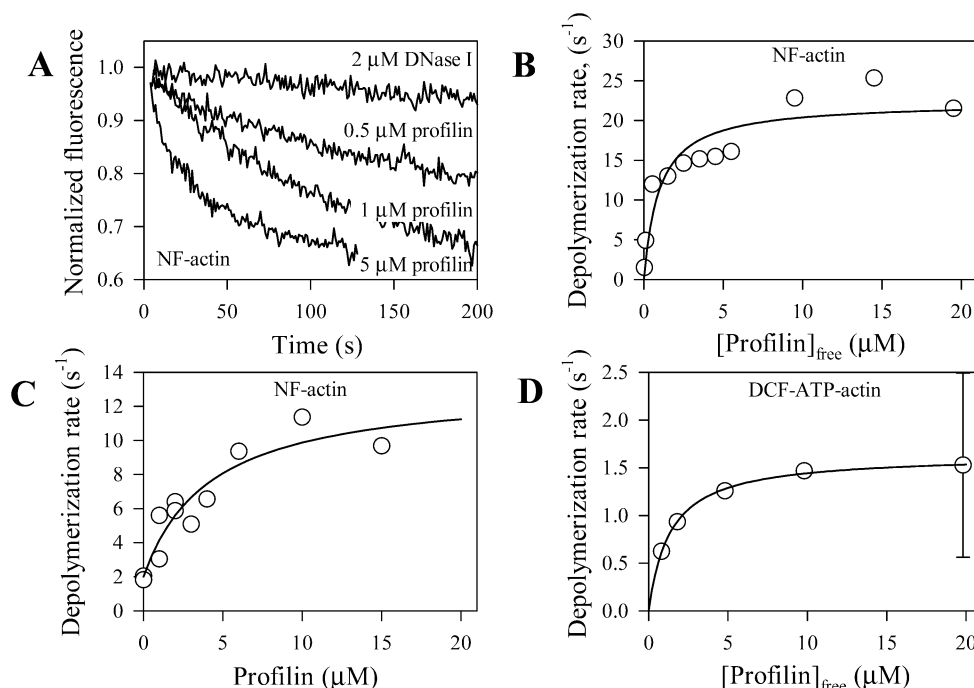 A
Normalized fluorescence
1.0
0.9
0.8
0.7
0.6
2 μM DNase I
0.5 μM profilin
1 μM profilin
5 μM profilin
NF-actin
0 50 100 150 200
Time (s)
B
Depolymerization rate, (s⁻¹)
30
25
20
15
10
5
0
NF-actin
0 5 10 15 20
[Profilin]free (μM)
C
Depolymerization rate (s⁻¹)
14
12
10
8
6
4
2
0
NF-actin
0 5 10 15 20
Profilin (μM)
D
Depolymerization rate (s⁻¹)
2.5
2.0
1.5
1.0
0.5
0.0
DCF-ATP-actin
0 5 10 15 20
[Profilin]free (μM)